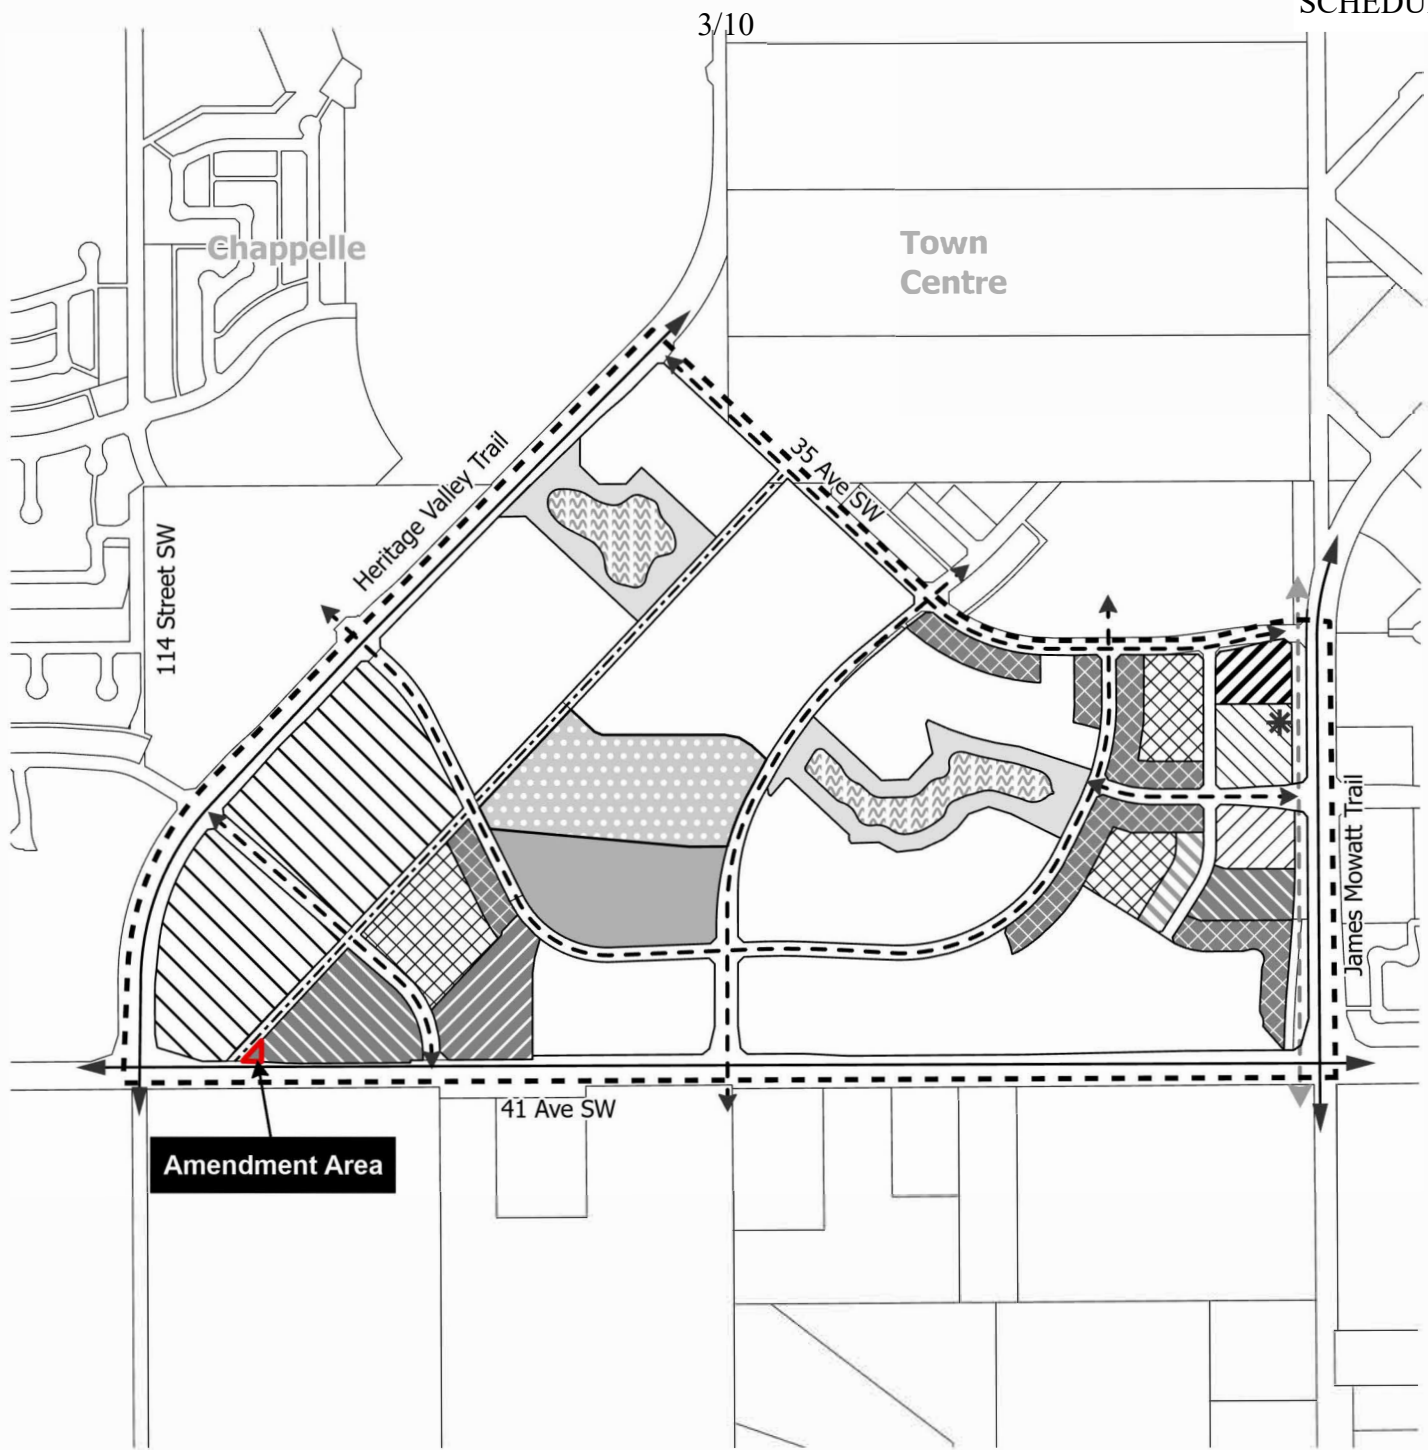 SCHEDU
3/10
Chappelle
Town
Centre
35 Ave SW
Heritage Valley Trail
114 Street SW
James Mowatt Trail
41 Ave SW
Amendment Area